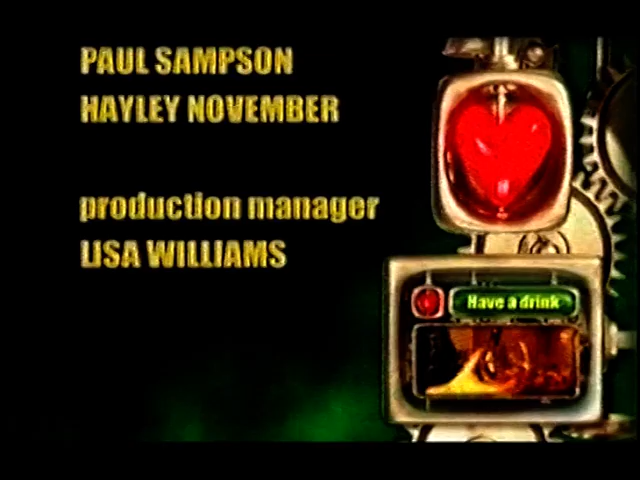 PAUL SAMPSON
HAYLEY NOVEMBER
production manager
LISA WILLIAMS
Have a drink